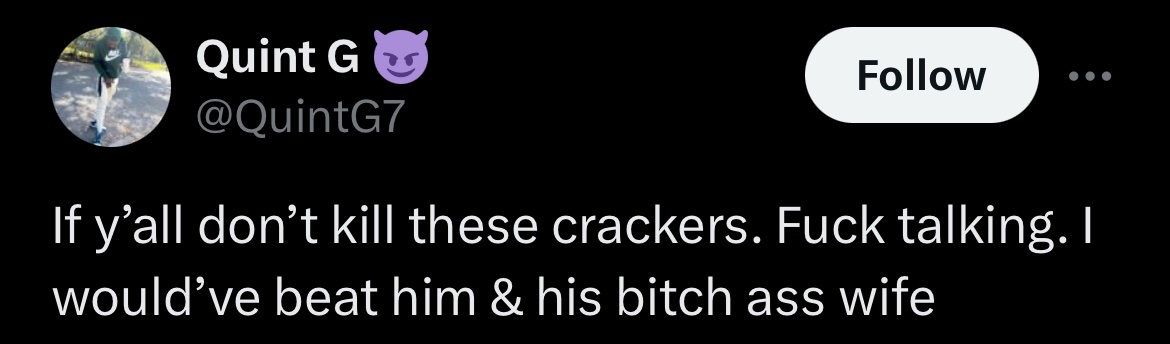 Quint G 😈
@QuintG7
Follow
If y’all don’t kill these crackers. Fuck talking. I
would’ve beat him & his bitch ass wife